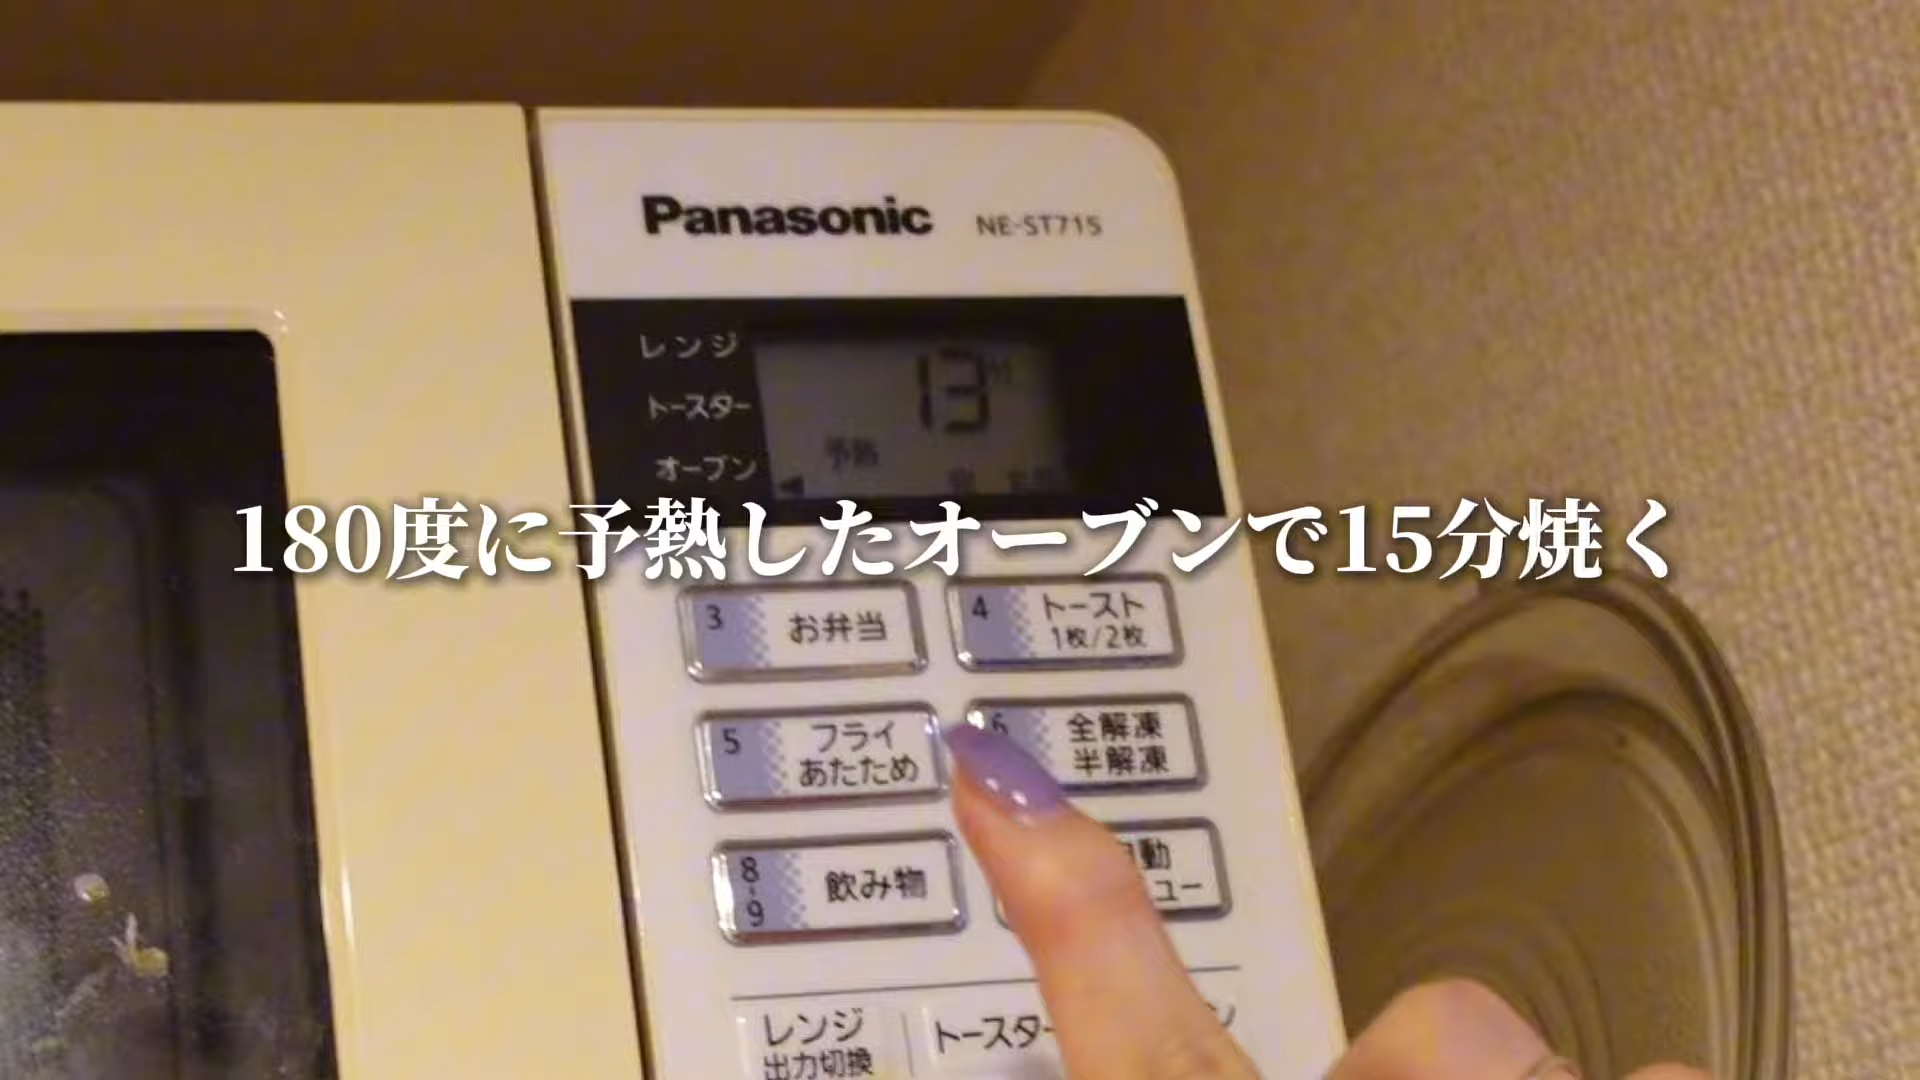 Panasonic NE-ST715
レンジ
13分
トースター
予熱
オーブン
180度に予熱したオーブンで15分焼く
3 お弁当
4 トースト
1枚/2枚
5 フライ
あたため
6 全解凍
半解凍
8-9 飲み物
レンジ
出力切換
トースター